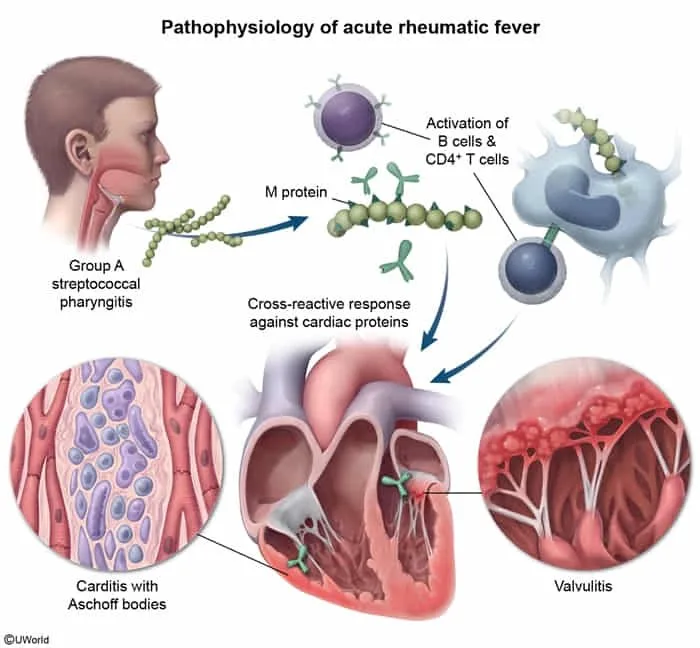 Pathophysiology of acute rheumatic fever
Activation of
B cells &
CD4⁺ T cells
M protein
Group A
streptococcal
pharyngitis
Cross-reactive response
against cardiac proteins
Carditis with
Aschoff bodies
Valvulitis
©UWorld